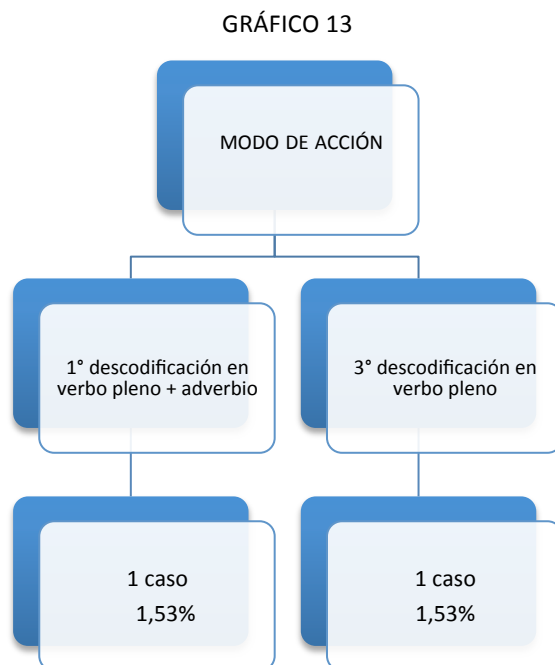 GRÁFICO 13
MODO DE ACCIÓN
1° descodificación en
verbo pleno + adverbio
3° descodificación en
verbo pleno
1 caso
1,53%
1 caso
1,53%